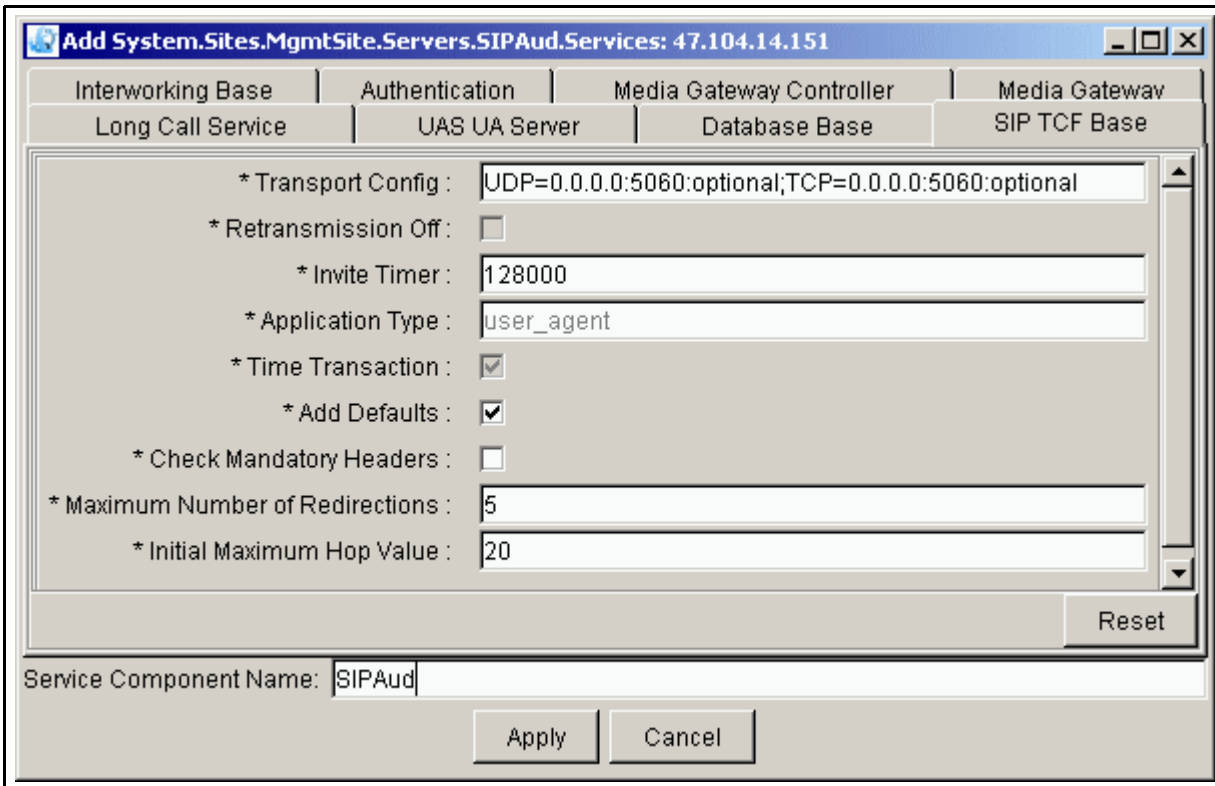 Add System.Sites.MgmtSite.Servers.SIPAud.Services: 47.104.14.151
Interworking Base Authentication Media Gateway Controller Media Gateway
Long Call Service UAS UA Server Database Base SIP TCF Base
* Transport Config : UDP=0.0.0.0:5060:optional;TCP=0.0.0.0:5060:optional
* Retransmission Off :
* Invite Timer : 128000
* Application Type : user_agent
* Time Transaction :
* Add Defaults :
* Check Mandatory Headers :
* Maximum Number of Redirections : 5
* Initial Maximum Hop Value : 20
Reset
Service Component Name: SIPAud
Apply Cancel